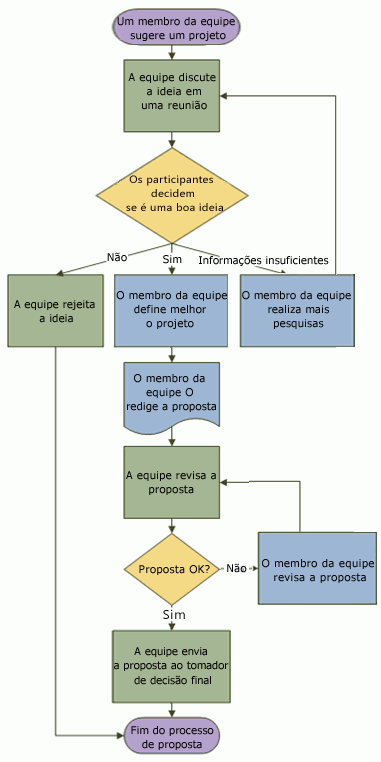 Um membro da equipe
sugere um projeto
A equipe discute
a ideia em
uma reunião
Os participantes
decidem
se é uma boa ideia
Não
Sim
Informações insuficientes
A equipe rejeita
a ideia
O membro da equipe
define melhor
o projeto
O membro da equipe
realiza mais
pesquisas
O membro da
equipe O
redige a proposta
A equipe revisa a
proposta
Proposta OK?
Não
O membro da equipe
revisa a proposta
Sim
A equipe envia
a proposta ao tomador
de decisão final
Fim do processo
de proposta